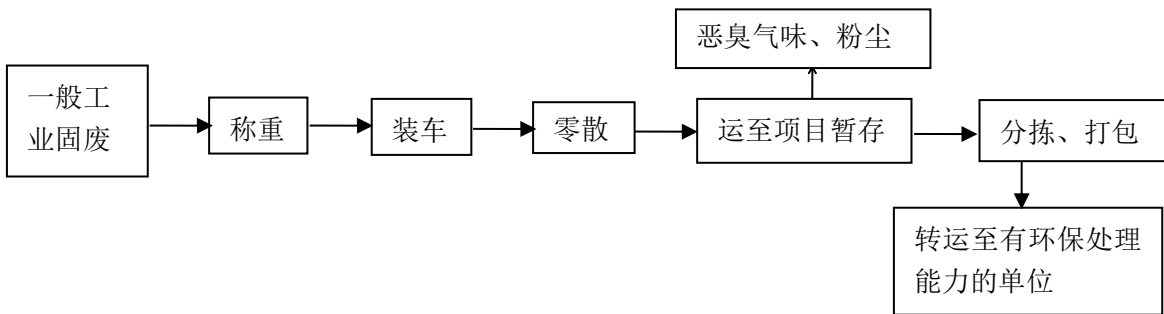 恶臭气味、粉尘
一般工
业固废
称重
装车
零散
运至项目暂存
分拣、打包
转运至有环保处理
能力的单位